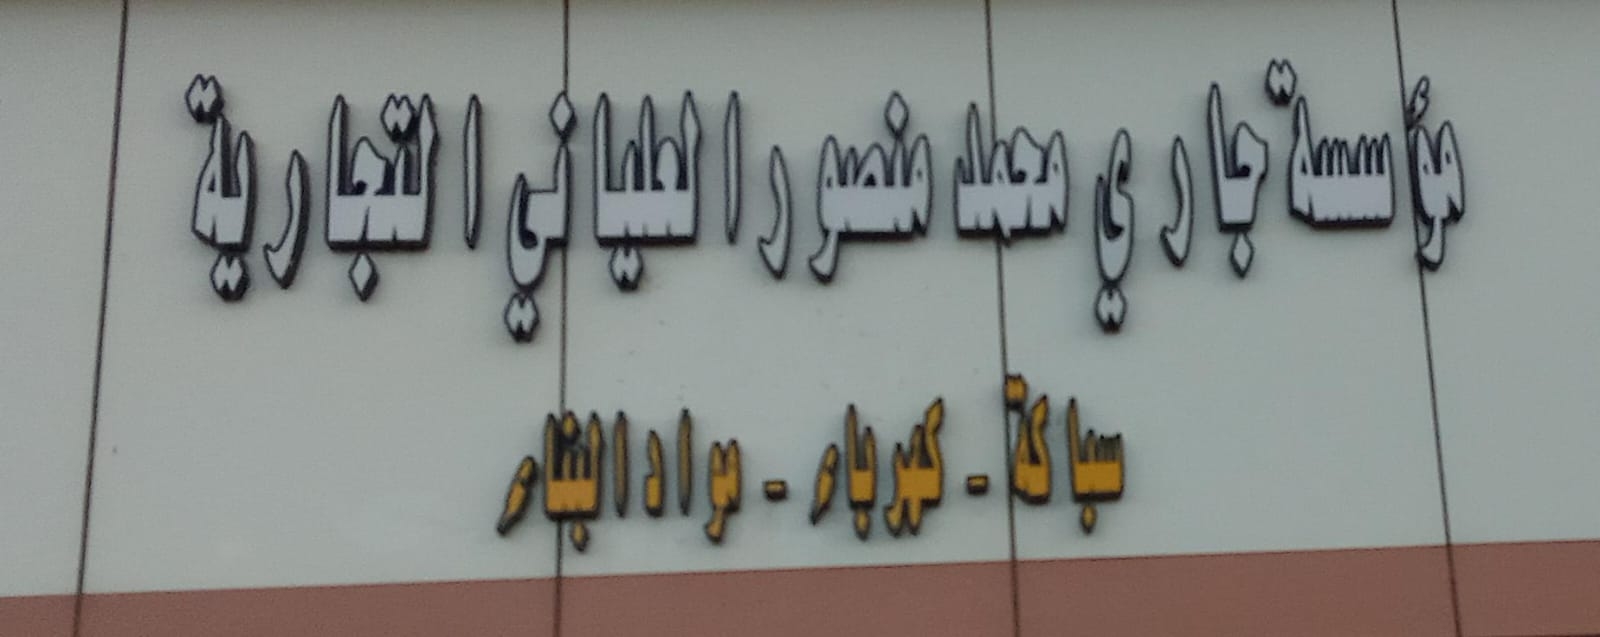 مؤسسة جاري محمد منصور الطياني التجارية
سباكة - كهرباء - مواد البناء